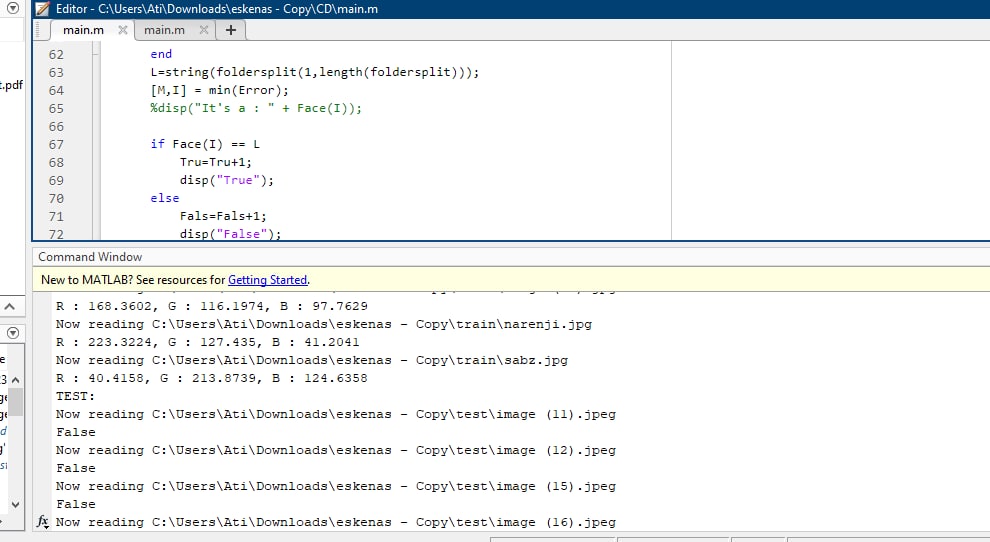 Editor - C:\Users\Ati\Downloads\eskenas - Copy\CD\main.m
main.m main.m
t.pdf
62 end
63 L=string(foldersplit(1,length(foldersplit)));
64 [M,I] = min(Error);
65 %disp("It's a : " + Face(I));
66
67 if Face(I) == L
68 Tru=Tru+1;
69 disp("True");
70 else
71 Fals=Fals+1;
72 disp("False");
Command Window
New to MATLAB? See resources for Getting Started.
R : 168.3602, G : 116.1974, B : 97.7629
Now reading C:\Users\Ati\Downloads\eskenas - Copy\train\narenji.jpg
R : 223.3224, G : 127.435, B : 41.2041
Now reading C:\Users\Ati\Downloads\eskenas - Copy\train\sabz.jpg
R : 40.4158, G : 213.8739, B : 124.6358
TEST:
Now reading C:\Users\Ati\Downloads\eskenas - Copy\test\image (11).jpeg
False
Now reading C:\Users\Ati\Downloads\eskenas - Copy\test\image (12).jpeg
False
Now reading C:\Users\Ati\Downloads\eskenas - Copy\test\image (15).jpeg
False
fx Now reading C:\Users\Ati\Downloads\eskenas - Copy\test\image (16).jpeg